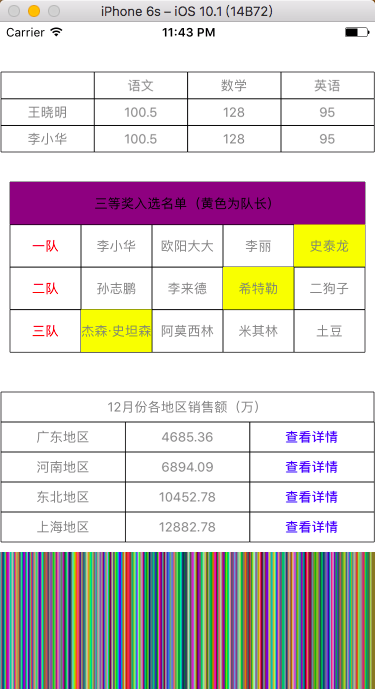 iPhone 6s – iOS 10.1 (14B72)
Carrier 11:43 PM
语文 数学 英语
王晓明 100.5 128 95
李小华 100.5 128 95
三等奖入选名单（黄色为队长）
一队 李小华 欧阳大大 李丽 史泰龙
二队 孙志鹏 李来德 希特勒 二狗子
三队 杰森·史坦森 阿莫西林 米其林 土豆
12月份各地区销售额（万）
广东地区 4685.36 查看详情
河南地区 6894.09 查看详情
东北地区 10452.78 查看详情
上海地区 12882.78 查看详情